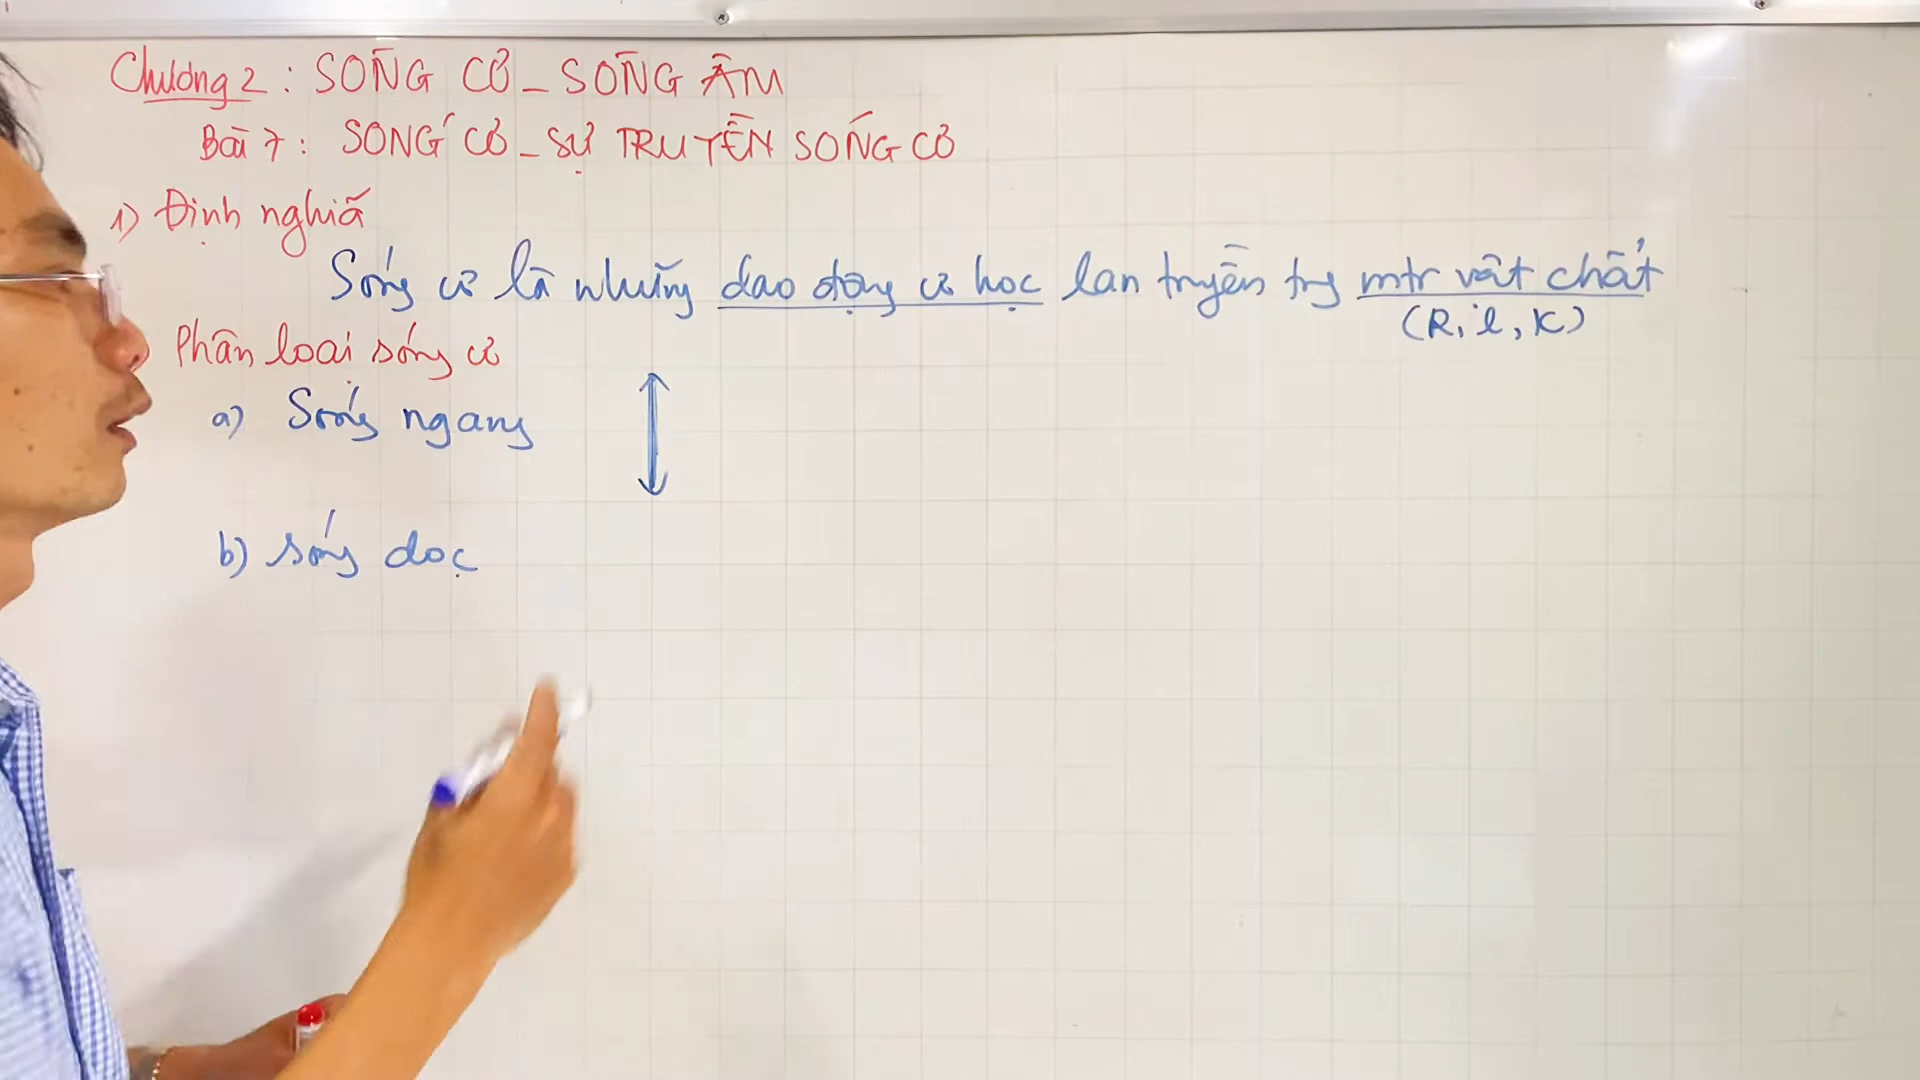 Chương 2 : SÓNG CƠ _ SÓNG ÂM
Bài 7 : SÓNG CƠ _ SỰ TRUYỀN SÓNG CƠ
1) Định nghĩa
Sóng cơ là những dao động cơ học lan truyền trg mtr vật chất
(R, l, K)
Phân loại sóng cơ
a) Sóng ngang
b) sóng dọc